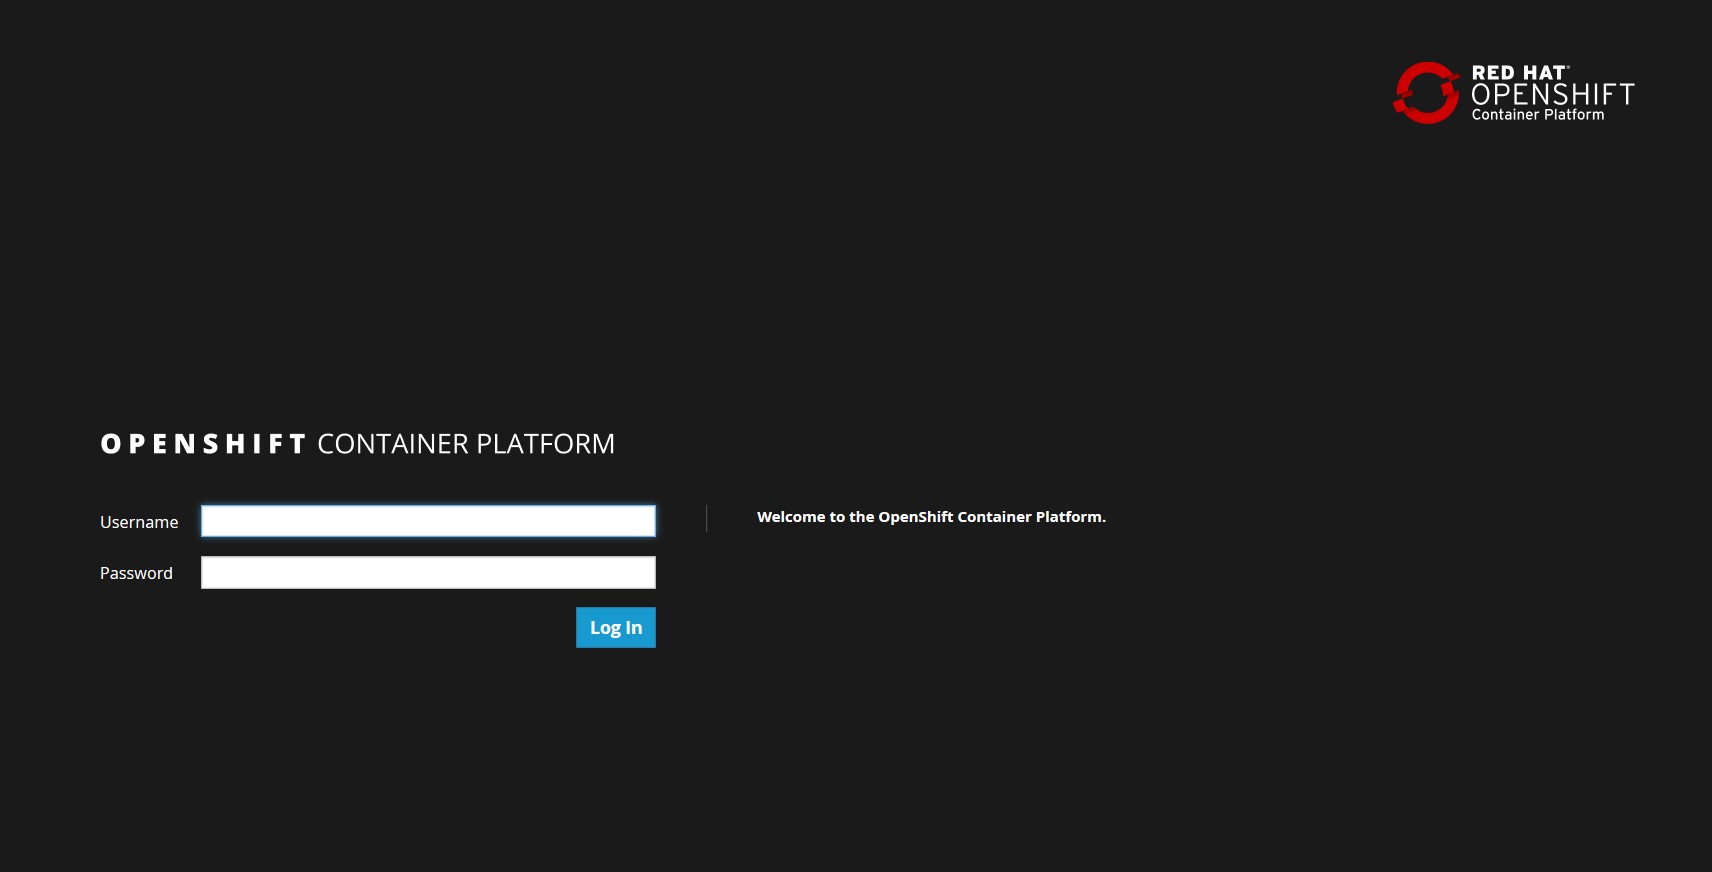 RED HAT®
OPENSHIFT
Container Platform
OPENSHIFT CONTAINER PLATFORM
Username
Welcome to the OpenShift Container Platform.
Password
Log In